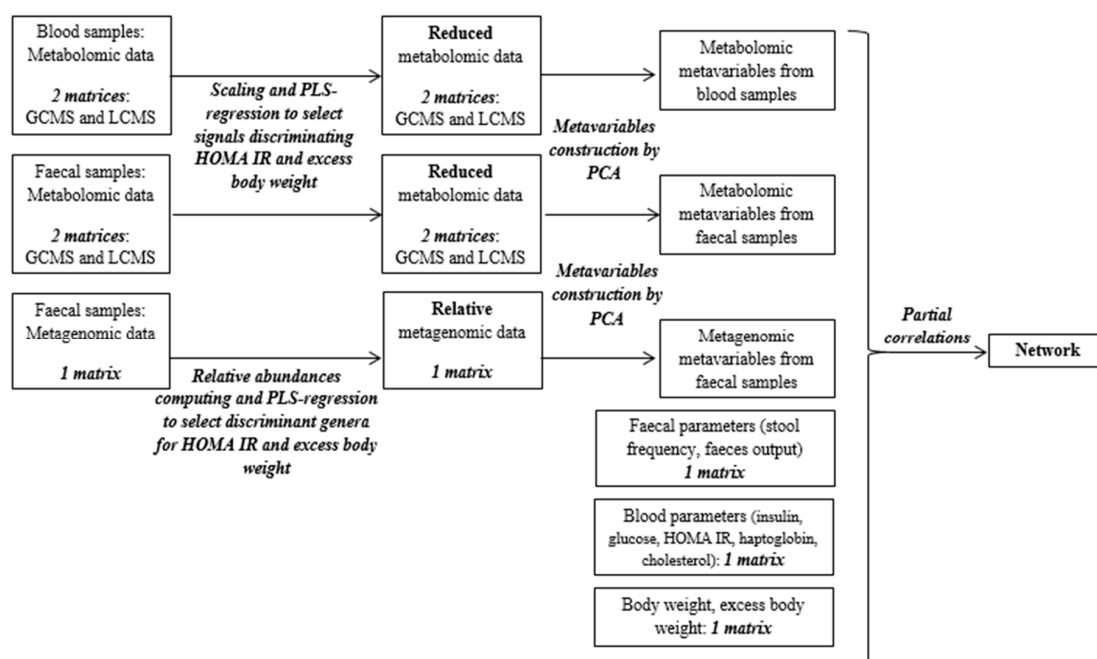 Blood samples:
Metabolomic data
2 matrices:
GCMS and LCMS
Scaling and PLS-
regression to select
signals discriminating
HOMA IR and excess
body weight
Reduced
metabolomic data
2 matrices:
GCMS and LCMS
Metavariables
construction by
PCA
Metabolomic
metavariables from
blood samples
Faecal samples:
Metabolomic data
2 matrices:
GCMS and LCMS
Reduced
metabolomic data
2 matrices:
GCMS and LCMS
Metavariables
construction by
PCA
Metabolomic
metavariables from
faecal samples
Faecal samples:
Metagenomic data
1 matrix
Relative abundances
computing and PLS-regression
to select discriminant genera
for HOMA IR and excess body
weight
Relative
metagenomic data
1 matrix
Metagenomic
metavariables from
faecal samples
Faecal parameters (stool
frequency, faeces output)
1 matrix
Blood parameters (insulin,
glucose, HOMA IR, haptoglobin,
cholesterol): 1 matrix
Body weight, excess body
weight: 1 matrix
Partial
correlations
Network